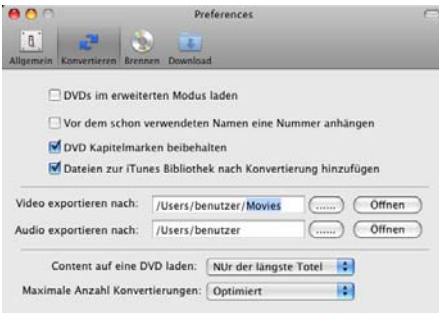 Preferences
Allgemein Konvertieren Brennen Download
DVDs im erweiterten Modus laden
Vor dem schon verwendeten Namen eine Nummer anhängen
DVD Kapitelmarken beibehalten
Dateien zur iTunes Bibliothek nach Konvertierung hinzufügen
Video exportieren nach: /Users/benutzer/Movies ...... Öffnen
Audio exportieren nach: /Users/benutzer ...... Öffnen
Content auf eine DVD laden: NUr der längste Totel
Maximale Anzahl Konvertierungen: Optimiert